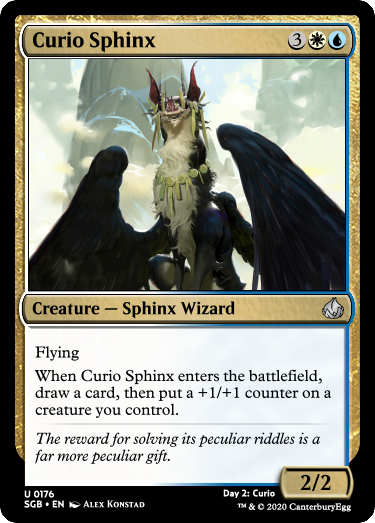 Curio Sphinx 3
Creature — Sphinx Wizard
Flying
When Curio Sphinx enters the battlefield,
draw a card, then put a +1/+1 counter on
a creature you control.
The reward for solving its peculiar riddles is a
far more peculiar gift.
2/2
U 0176
SGB • EN Alex Konstad
Day 2: Curio
™ & © 2020 CanterburyEgg